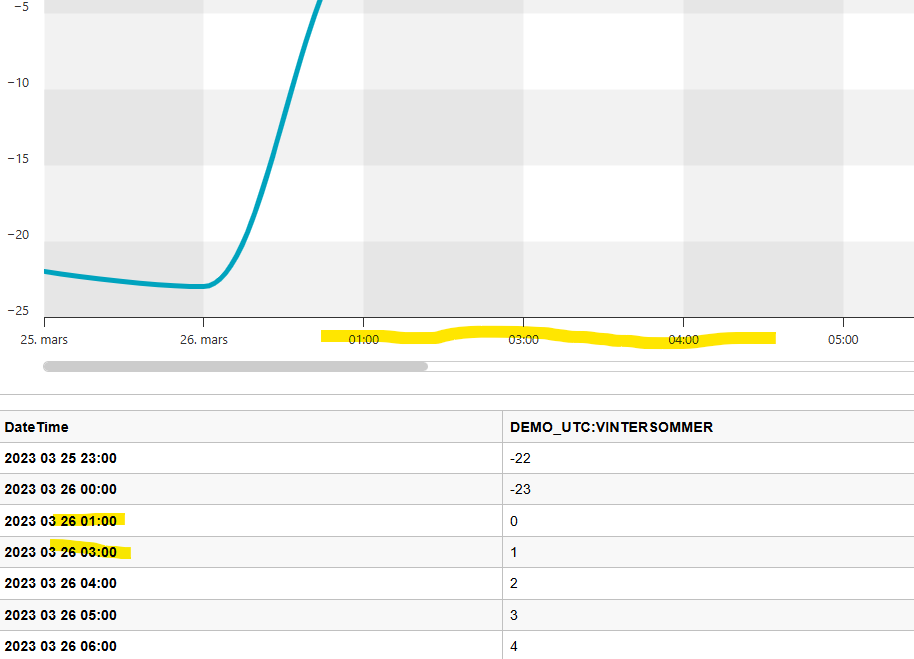 −5
−10
−15
−20
−25
25. mars 26. mars 01:00 03:00 04:00 05:00
DateTime DEMO_UTC:VINTERSOMMER
2023 03 25 23:00 -22
2023 03 26 00:00 -23
2023 03 26 01:00 0
2023 03 26 03:00 1
2023 03 26 04:00 2
2023 03 26 05:00 3
2023 03 26 06:00 4